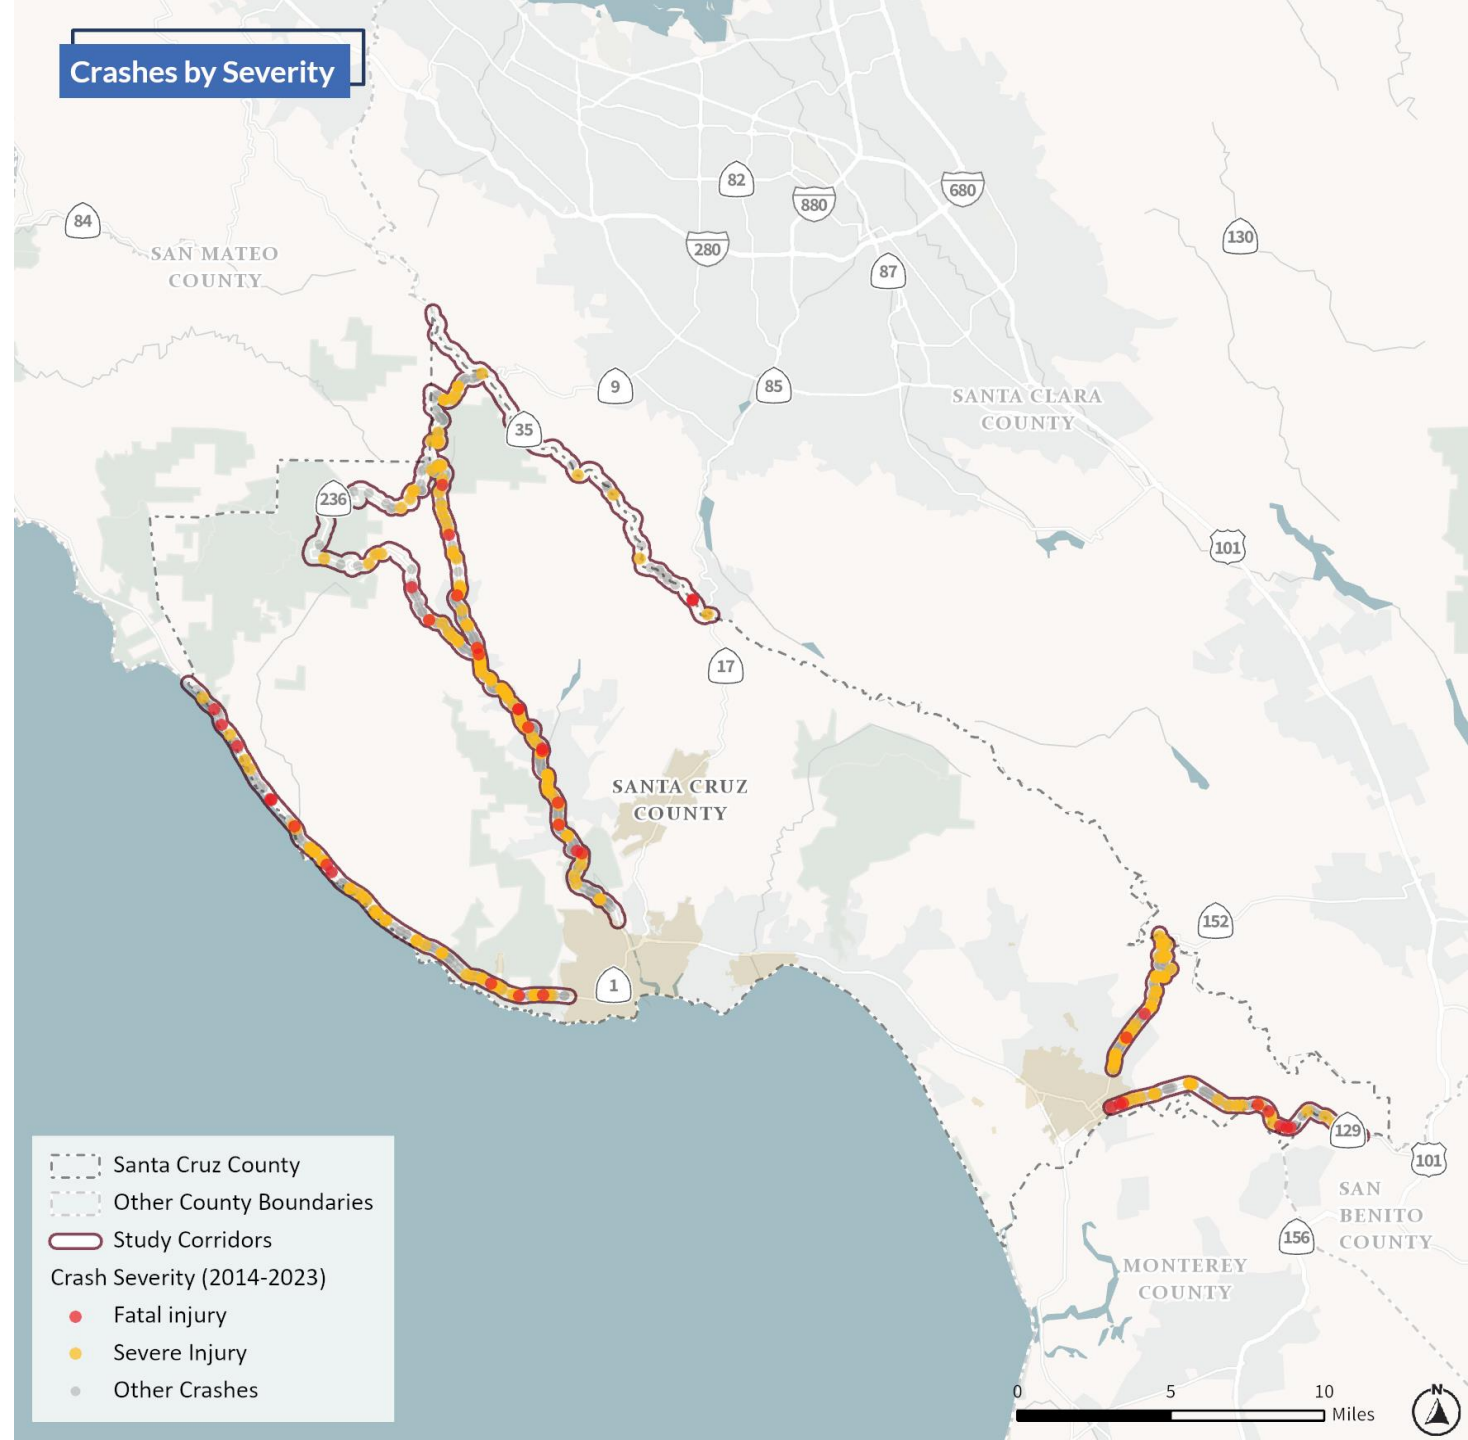 Crashes by Severity
82
680
880
84
130
SAN MATEO
COUNTY
280
87
9
85
SANTA CLARA
COUNTY
35
236
101
17
SANTA CRUZ
COUNTY
152
1
129
101
SAN
BENITO
COUNTY
156
MONTEREY
COUNTY
Santa Cruz County
Other County Boundaries
Study Corridors
Crash Severity (2014-2023)
Fatal injury
Severe Injury
Other Crashes
0 5 10
Miles
N